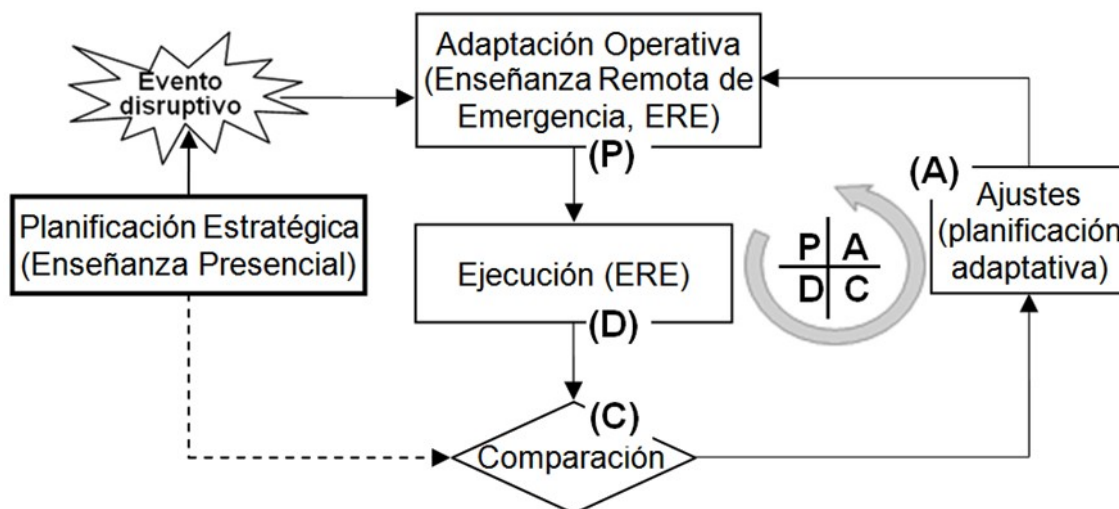 Evento
disruptivo
Adaptación Operativa
(Enseñanza Remota de
Emergencia, ERE)
(P)
Planificación Estratégica
(Enseñanza Presencial)
Ejecución (ERE)
(D)
P A
D C
(A)
Ajustes
(planificación
adaptativa)
(C)
Comparación